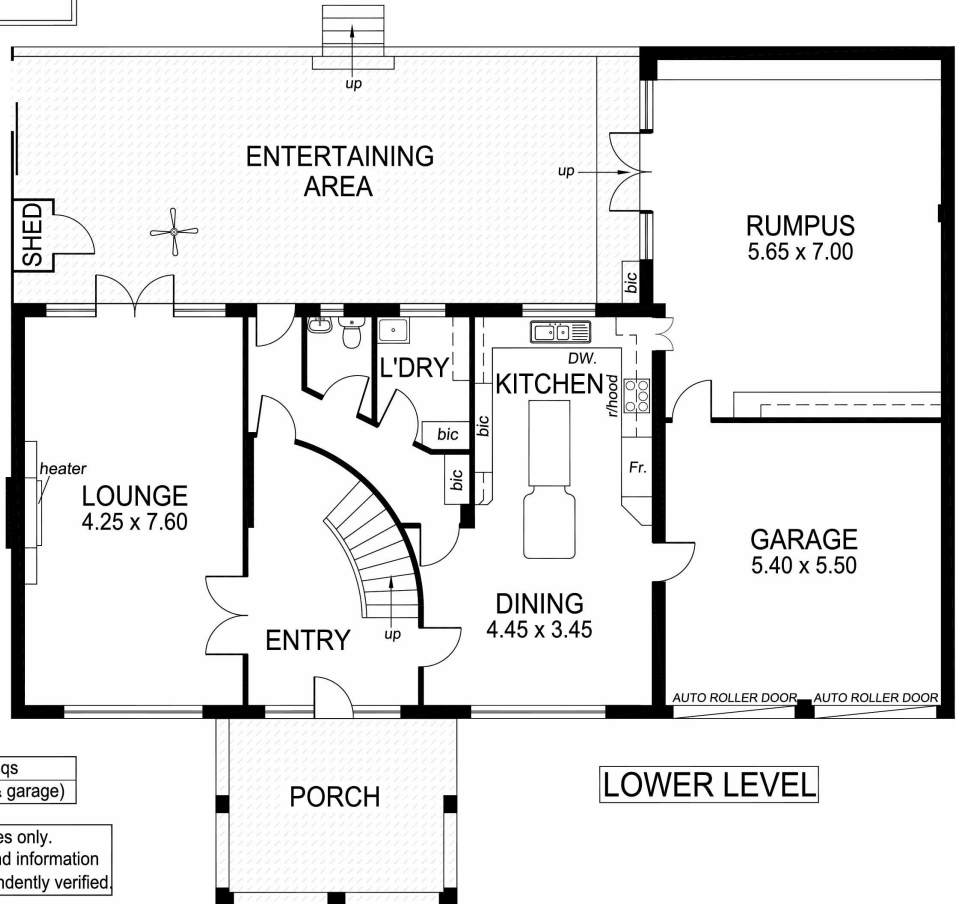 up
ENTERTAINING
AREA
up
SHED
RUMPUS
5.65 x 7.00
bic
L'DRY
DW.
KITCHEN
r/hood
bic
bic
bic
Fr.
heater
LOUNGE
4.25 x 7.60
GARAGE
5.40 x 5.50
DINING
4.45 x 3.45
ENTRY
up
AUTO ROLLER DOOR
AUTO ROLLER DOOR
PORCH
LOWER LEVEL
qs
garage)
es only.
nd information
ndently verified.